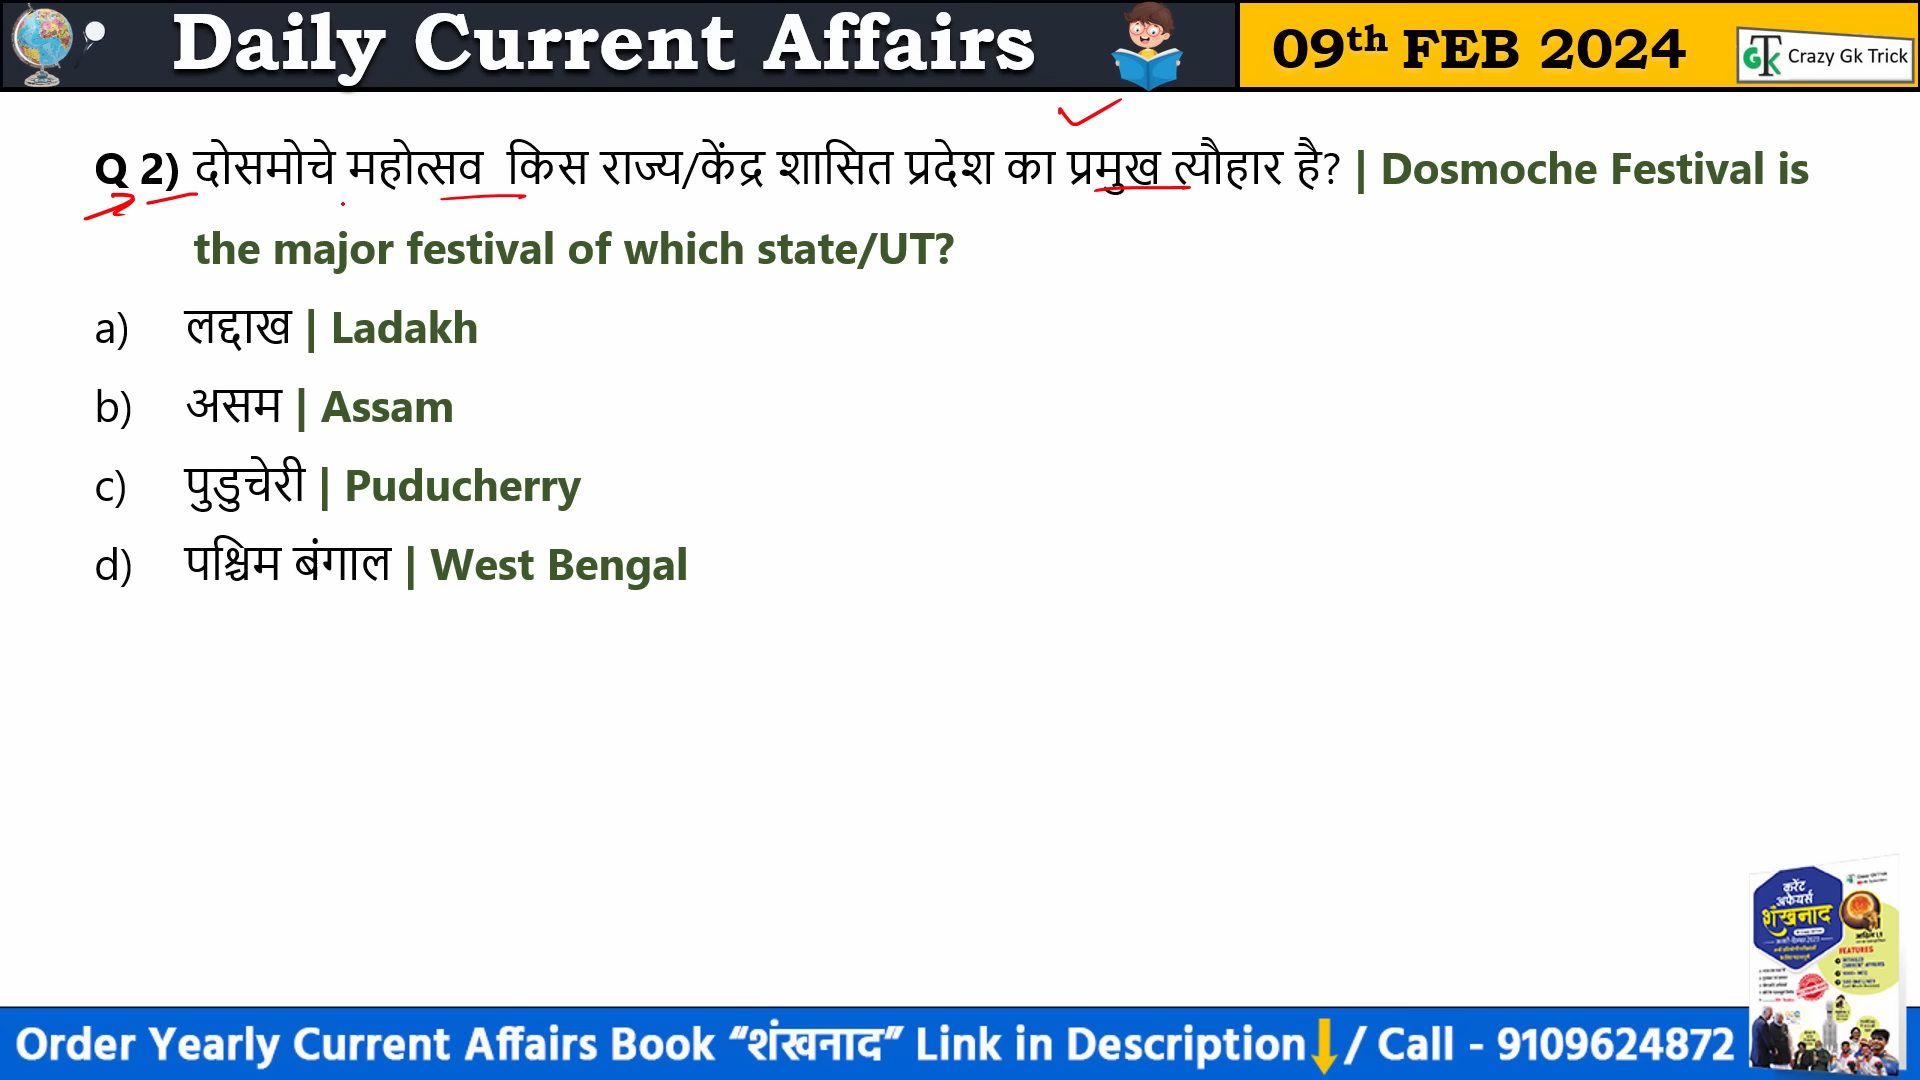 Daily Current Affairs
09th FEB 2024
GTK Crazy Gk Trick
Q 2) दोसमोचे महोत्सव किस राज्य/केंद्र शासित प्रदेश का प्रमुख त्यौहार है? | Dosmoche Festival is
the major festival of which state/UT?
a) लद्दाख | Ladakh
b) असम | Assam
c) पुडुचेरी | Puducherry
d) पश्चिम बंगाल | West Bengal
करेंट
अफेयर्स
शंखनाद
FEATURES
Order Yearly Current Affairs Book “शंखनाद” Link in Description / Call - 9109624872